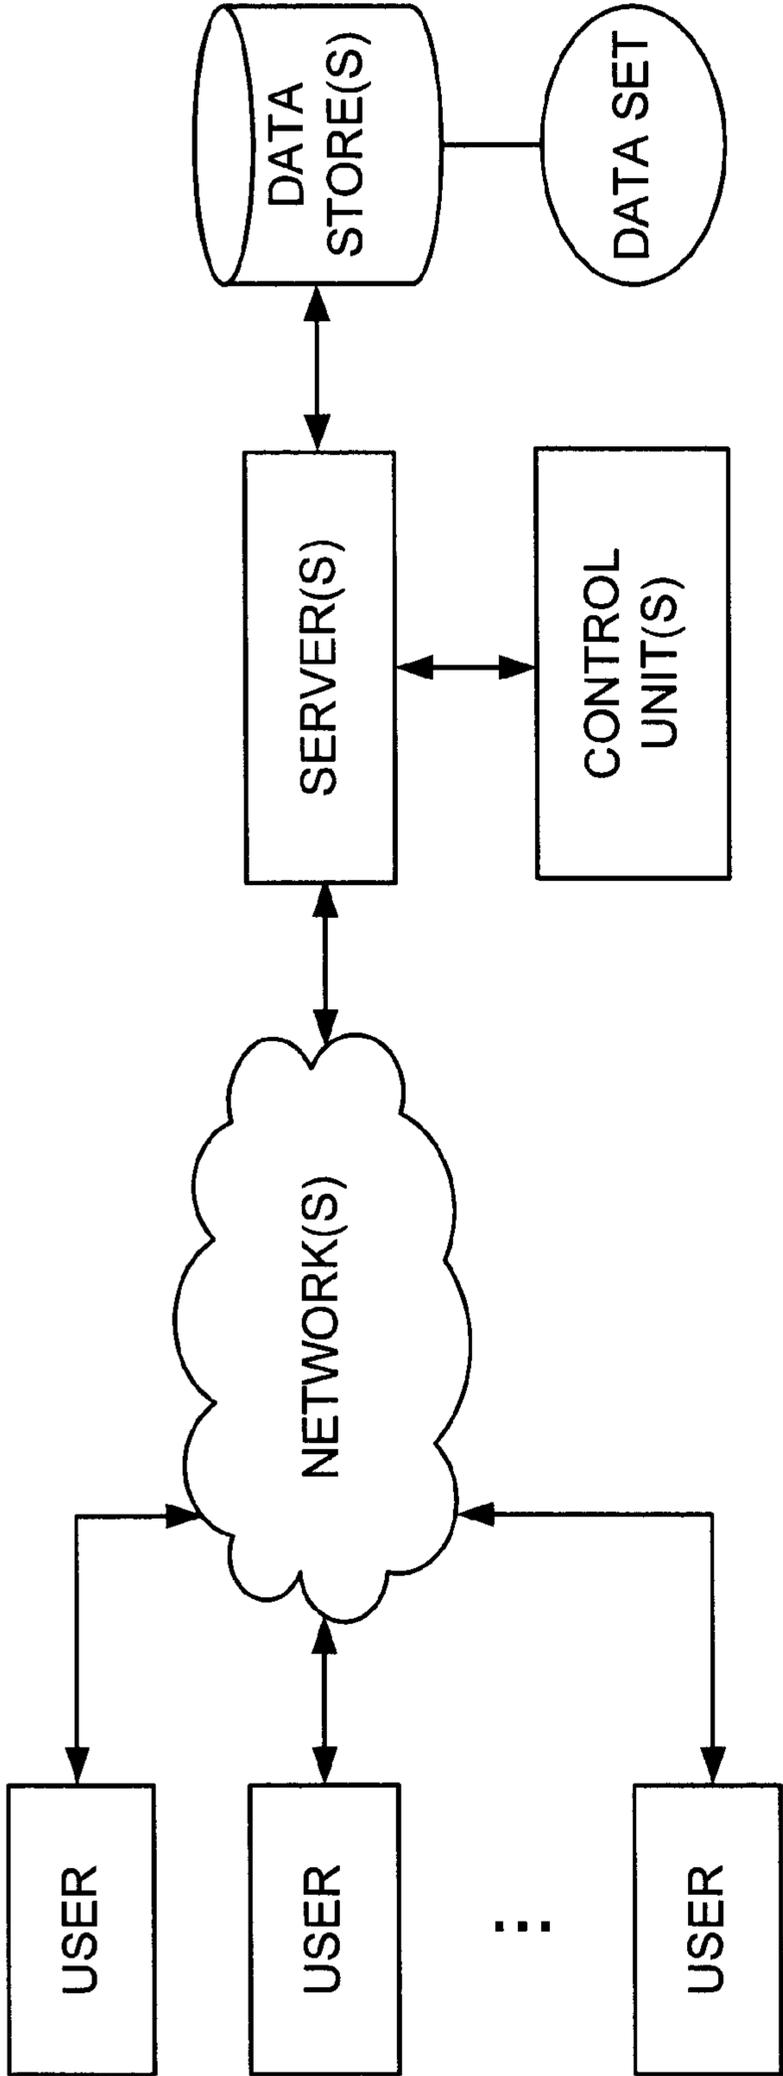 USER
USER
...
USER
NETWORK(S)
SERVER(S)
CONTROL
UNIT(S)
DATA
STORE(S)
DATA SET